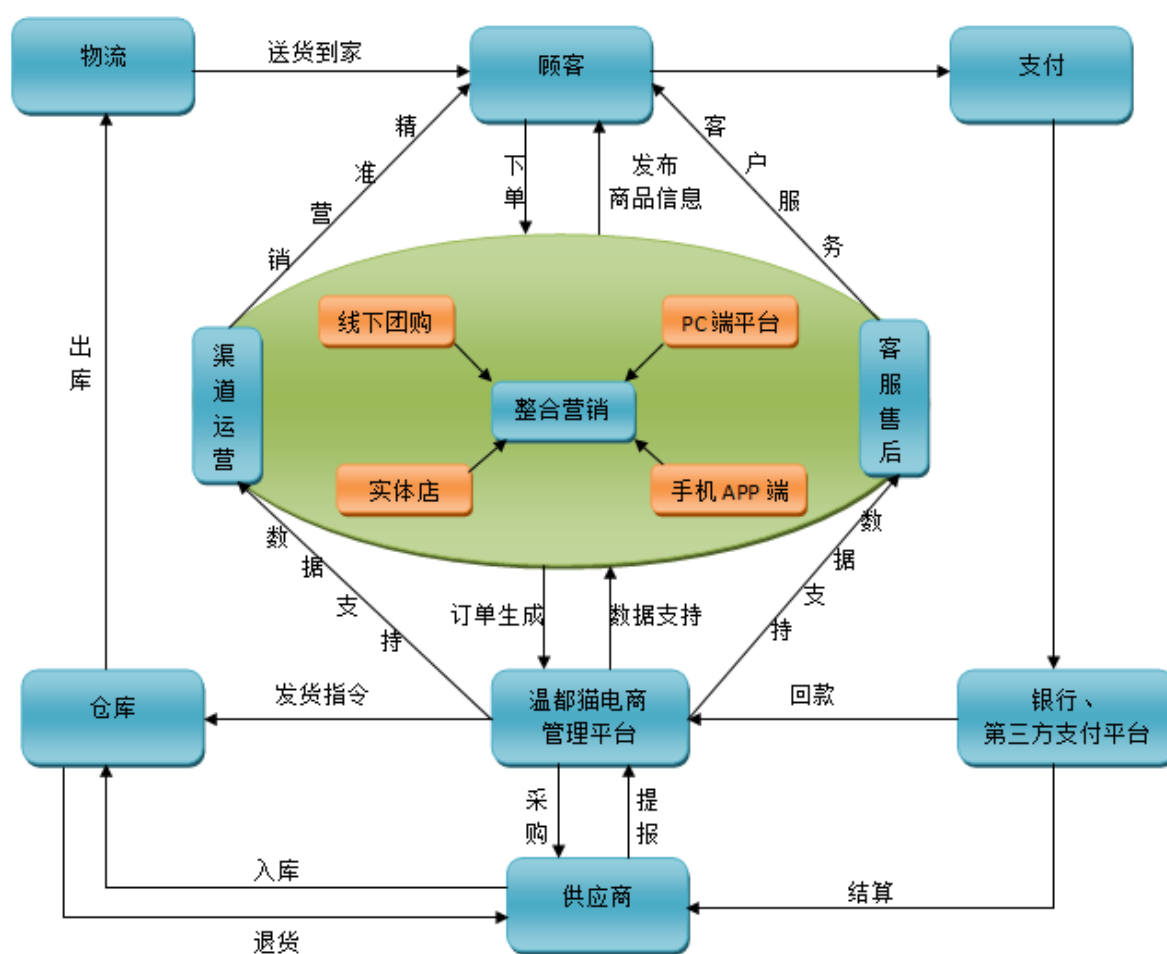 物流
送货到家
顾客
支付
精准营销
下单
发布
商品信息
客户服务
出库
线下团购
PC端平台
渠道运营
整合营销
客服售后
实体店
手机APP端
数据支持
订单生成
数据支持
数据支持
仓库
发货指令
温都猫电商
管理平台
回款
银行、
第三方支付平台
采购
提报
入库
供应商
结算
退货